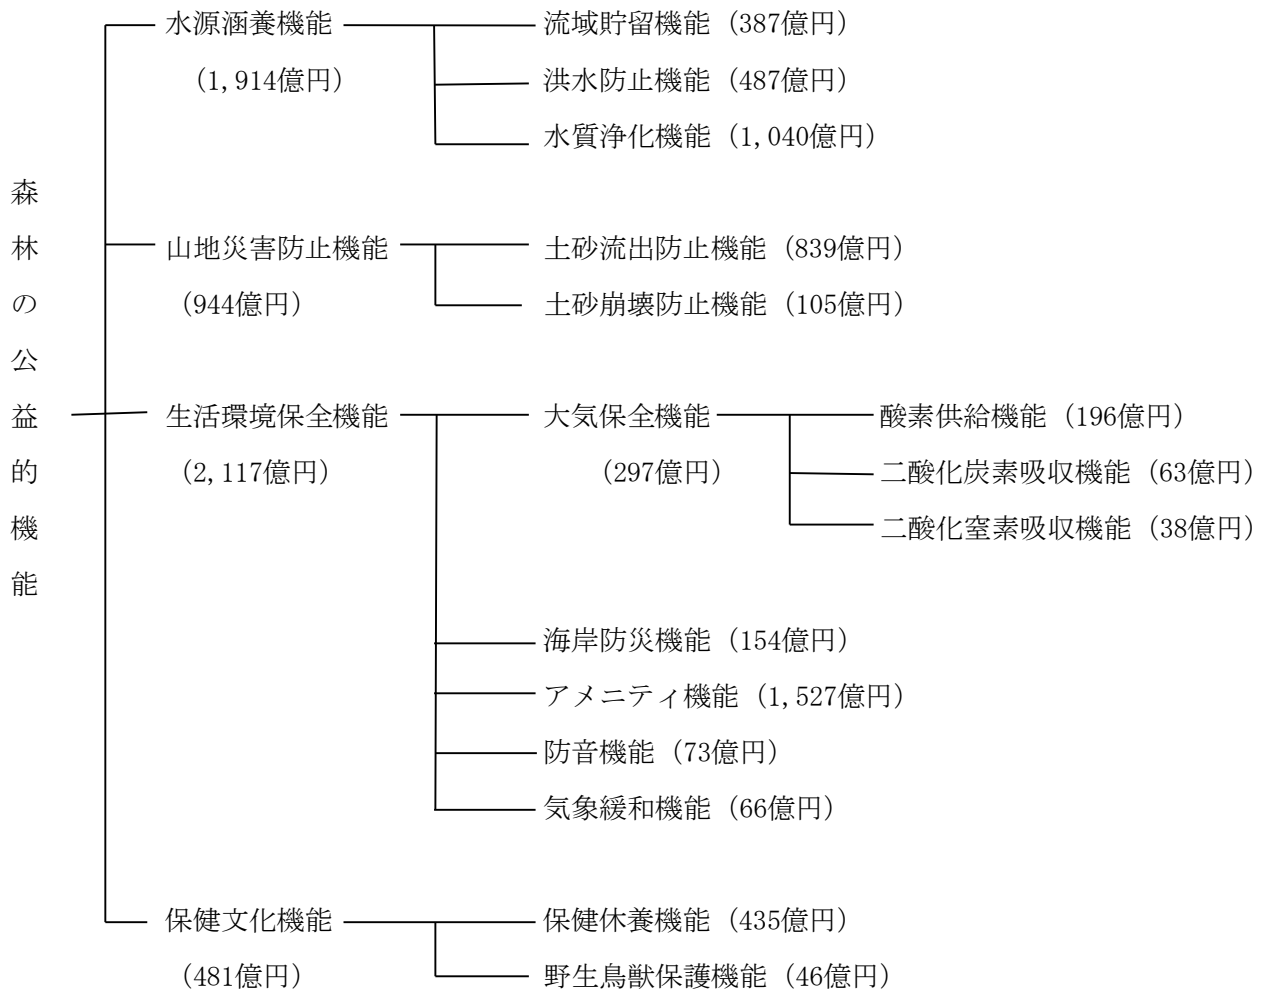 森林の公益的機能
水源涵養機能
（1,914億円）
流域貯留機能（387億円）
洪水防止機能（487億円）
水質浄化機能（1,040億円）
山地災害防止機能
（944億円）
土砂流出防止機能（839億円）
土砂崩壊防止機能（105億円）
生活環境保全機能
（2,117億円）
大気保全機能
（297億円）
酸素供給機能（196億円）
二酸化炭素吸収機能（63億円）
二酸化窒素吸収機能（38億円）
海岸防災機能（154億円）
アメニティ機能（1,527億円）
防音機能（73億円）
気象緩和機能（66億円）
保健文化機能
（481億円）
保健休養機能（435億円）
野生鳥獣保護機能（46億円）